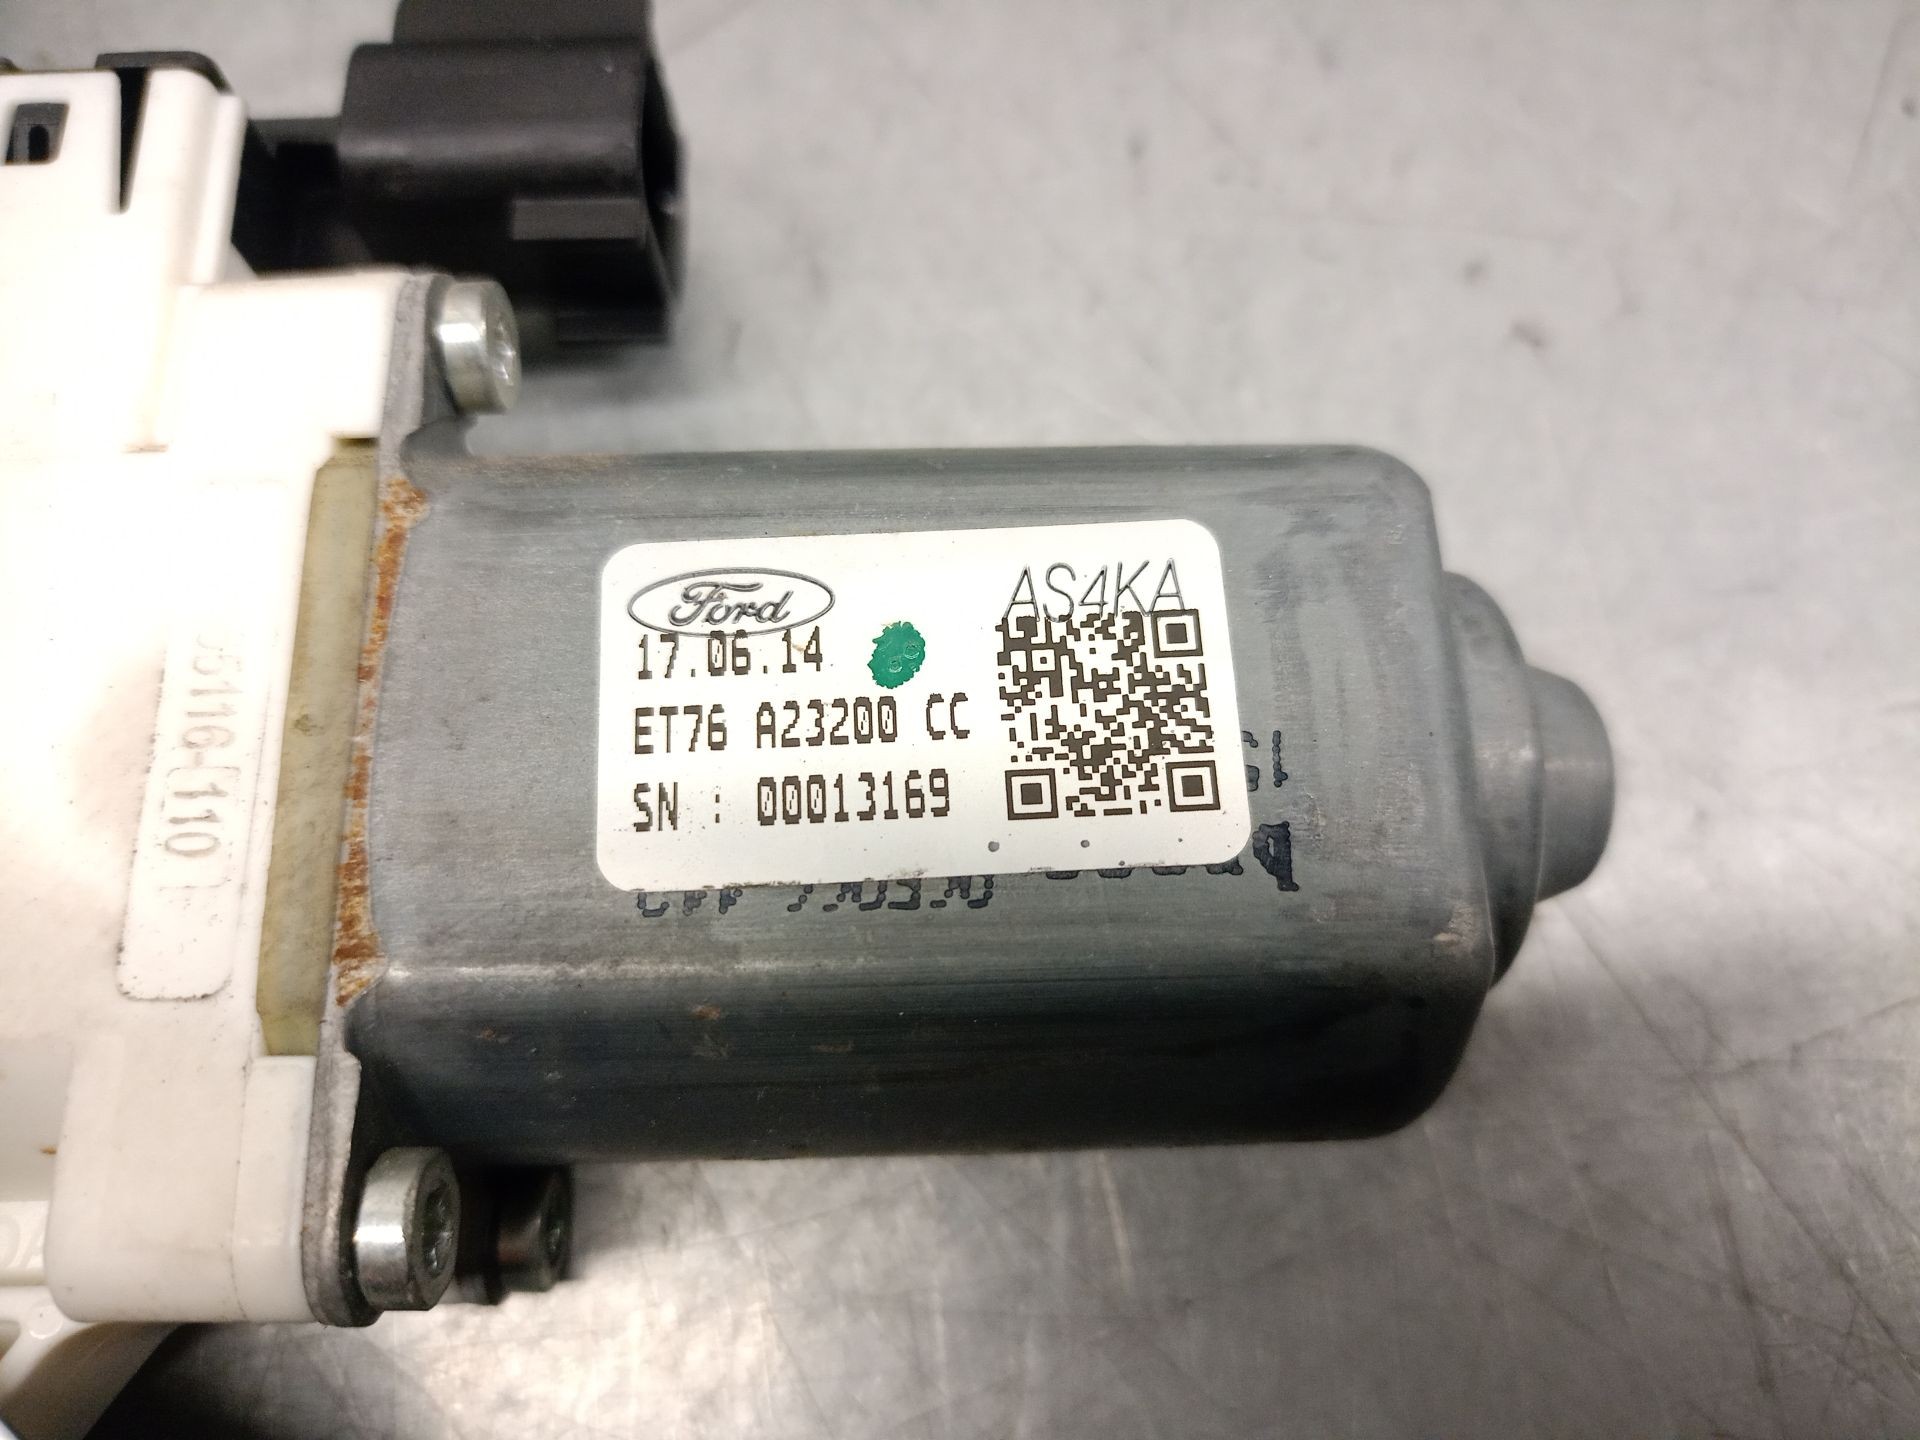 Ford
AS4KA
17.06.14
ET76 A23200 CC
SN : 00013169